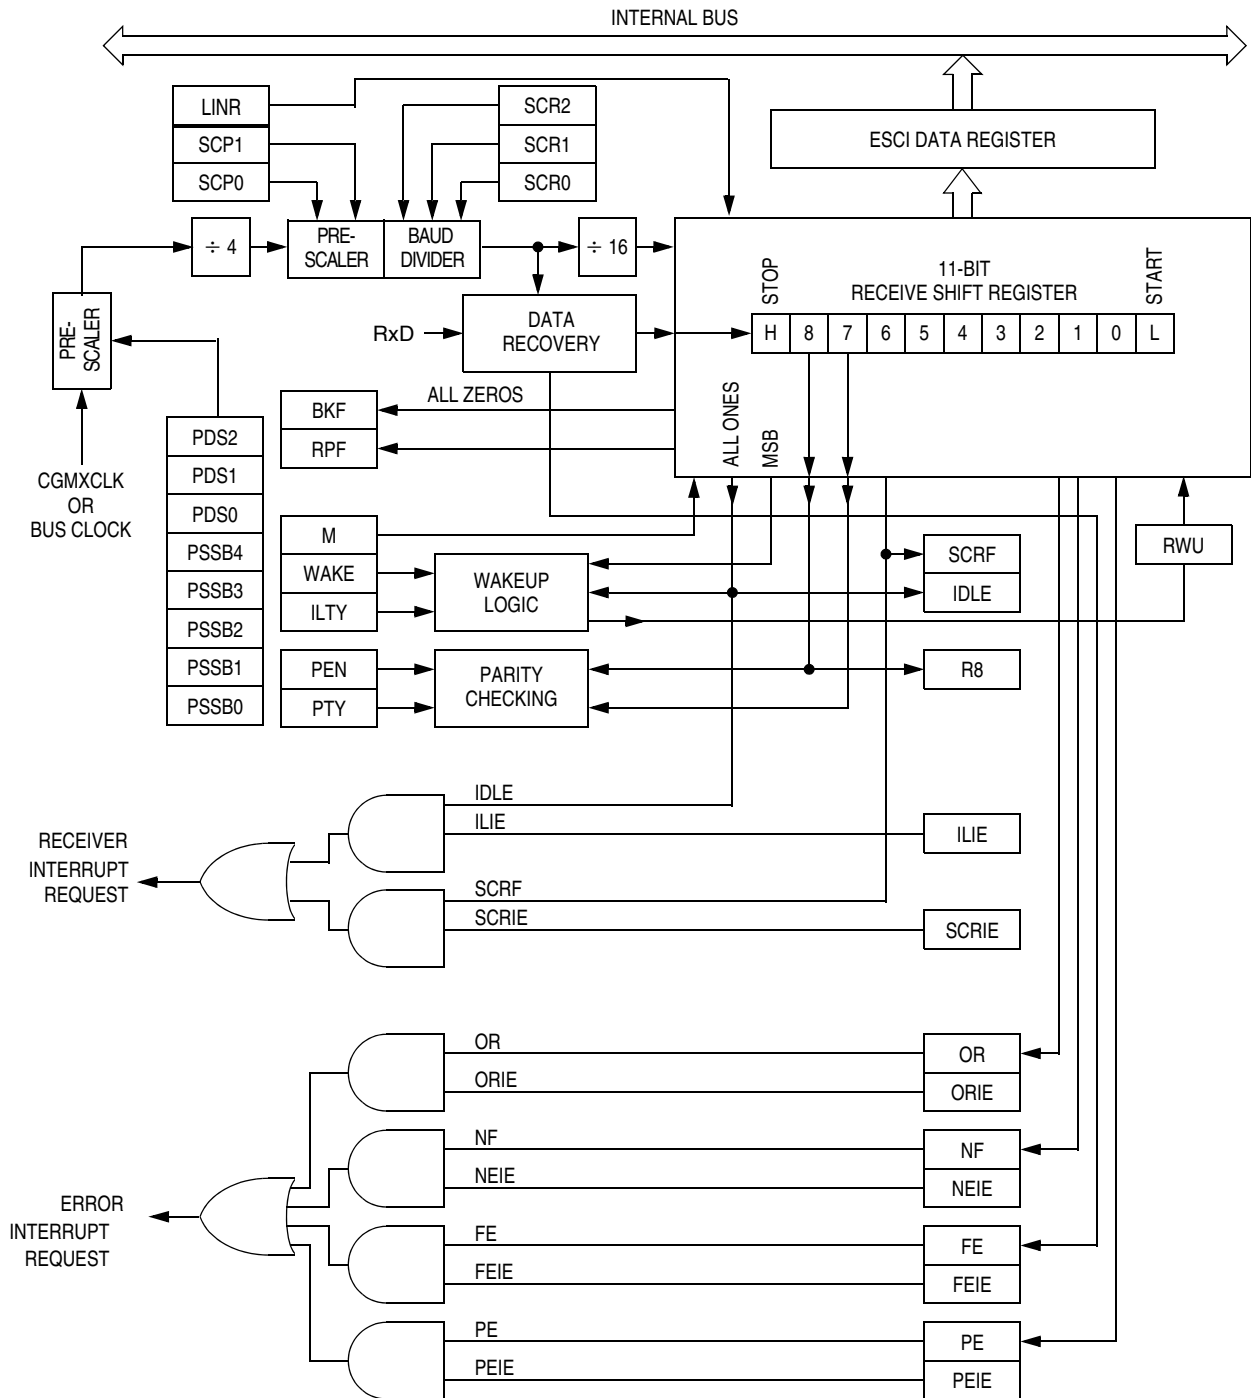 INTERNAL BUS
LINR
SCP1
SCP0
SCR2
SCR1
SCR0
ESCI DATA REGISTER
÷ 4
PRE-
SCALER
BAUD
DIVIDER
÷ 16
PRE-
SCALER
RxD
DATA
RECOVERY
STOP
11-BIT
RECEIVE SHIFT REGISTER
START
H 8 7 6 5 4 3 2 1 0 L
ALL ZEROS
BKF
RPF
ALL ONES
MSB
CGMXCLK
OR
BUS CLOCK
PDS2
PDS1
PDS0
PSSB4
PSSB3
PSSB2
PSSB1
PSSB0
M
WAKE
ILTY
WAKEUP
LOGIC
SCRF
IDLE
RWU
PEN
PTY
PARITY
CHECKING
R8
RECEIVER
INTERRUPT
REQUEST
IDLE
ILIE
ILIE
SCRF
SCRIE
SCRIE
ERROR
INTERRUPT
REQUEST
OR
ORIE
OR
ORIE
NF
NEIE
NF
NEIE
FE
FEIE
FE
FEIE
PE
PEIE
PE
PEIE